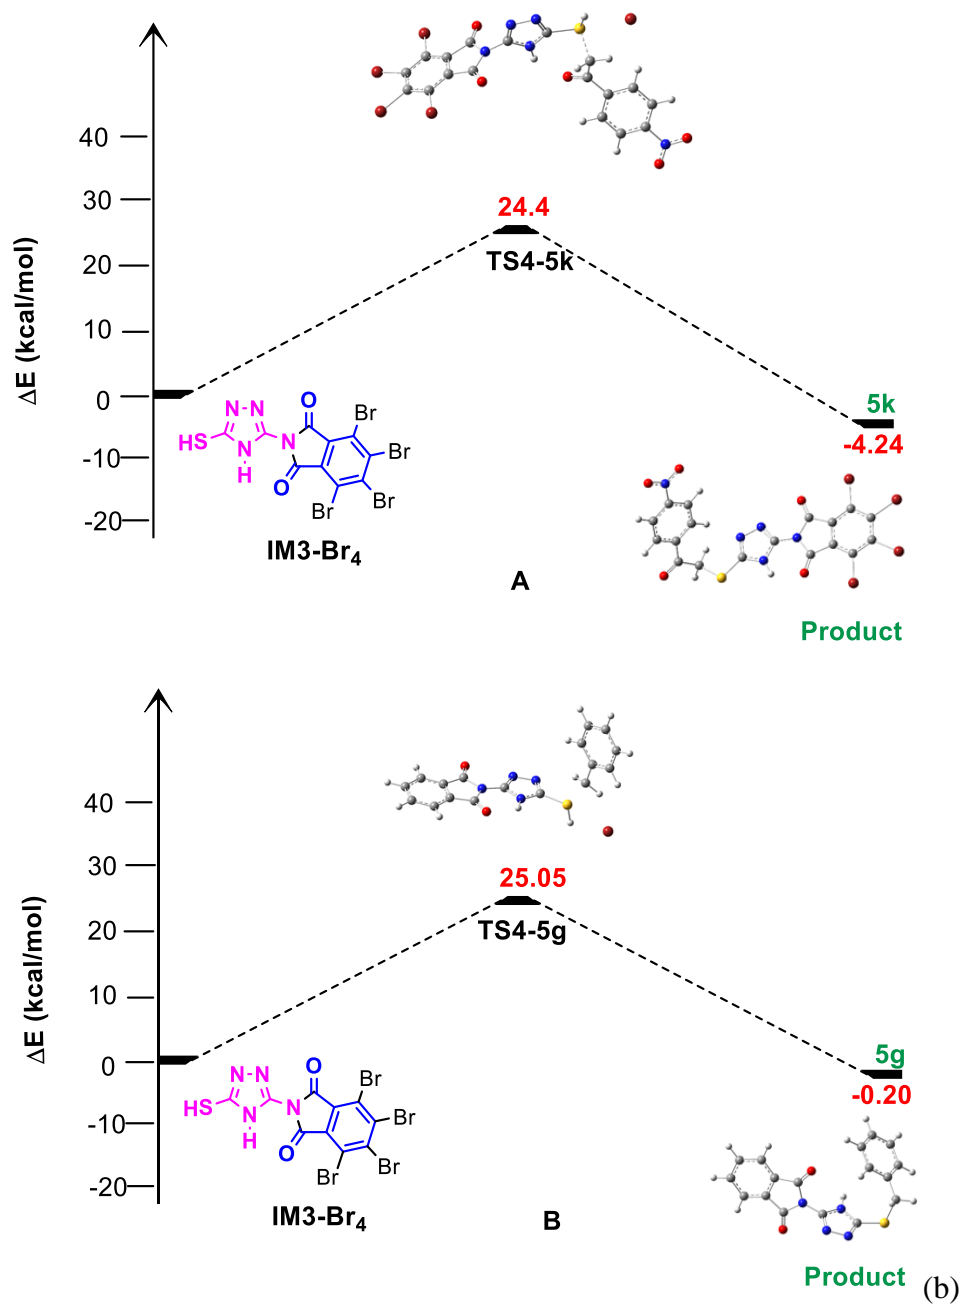 40
30
24.4
TS4-5k
20
10
ΔE (kcal/mol)
0
-10
-20
5k
-4.24
N-N
HS
N
H
N
O
O
Br
Br
Br
Br
IM3-Br4
A
Product
40
30
25.05
TS4-5g
20
10
ΔE (kcal/mol)
0
-10
-20
5g
-0.20
N-N
HS
N
H
N
O
O
Br
Br
Br
Br
IM3-Br4
B
Product
(b)